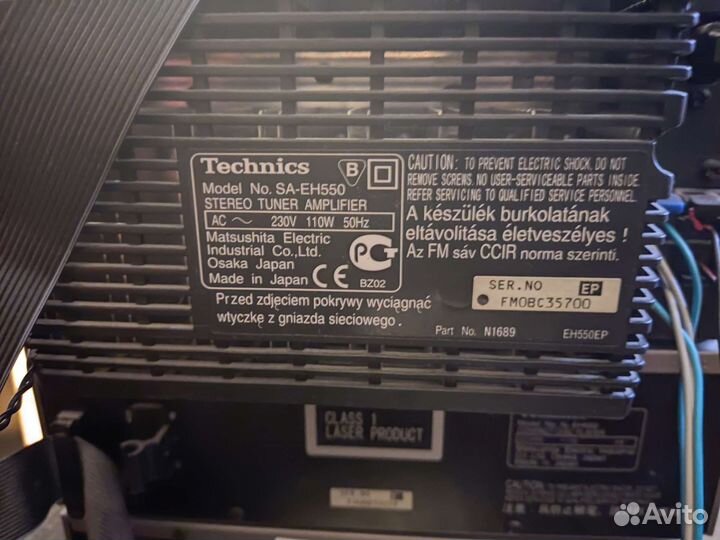 Technics
B
Model No. SA-EH550
STEREO TUNER AMPLIFIER
AC ~ 230V 110W 50Hz
Matsushita Electric
Industrial Co.,Ltd.
Osaka Japan
Made in Japan CE BZ02
CAUTION: TO PREVENT ELECTRIC SHOCK, DO NOT
REMOVE SCREWS. NO USER-SERVICEABLE PARTS INSIDE.
REFER SERVICING TO QUALIFIED SERVICE PERSONNEL.
A készülék burkolatának
eltávolítása életveszélyes !
Az FM sáv CCIR norma szerinti.
SER.NO EP
FM0BC35700
Przed zdjęciem pokrywy wyciągnąć
wtyczkę z gniazda sieciowego.
Part No. N1689 EH550EP
CLASS 1
LASER PRODUCT
SER.NO
Avito